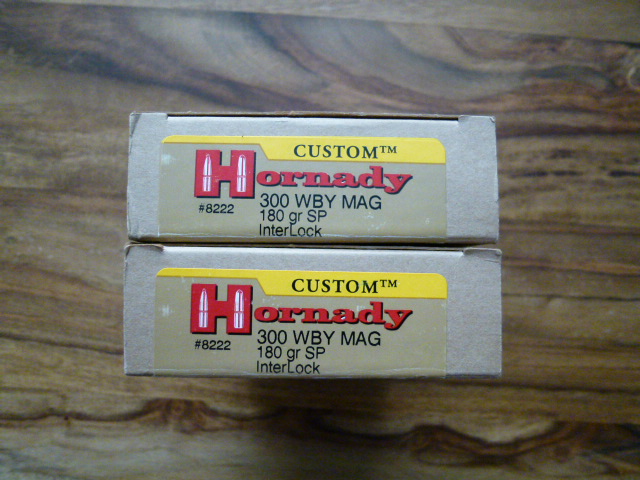 CUSTOM™
Hornady
300 WBY MAG
#8222
180 gr SP
InterLock
CUSTOM™
Hornady
300 WBY MAG
#8222
180 gr SP
InterLock